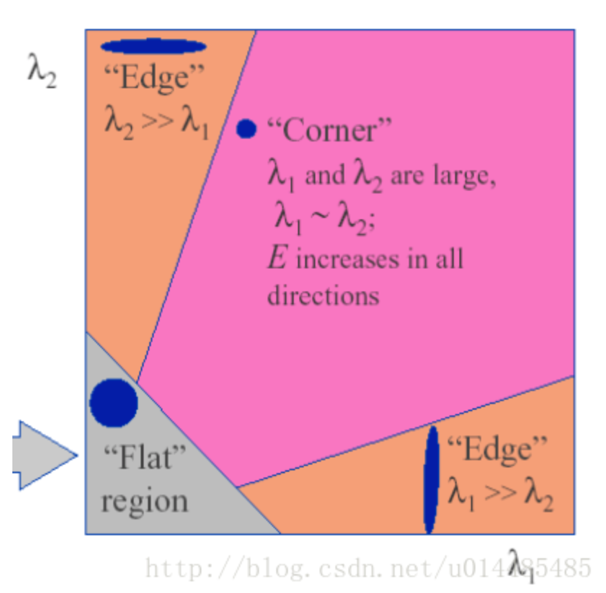 λ₂
“Edge”
λ₂ >> λ₁
“Corner”
λ₁ and λ₂ are large,
λ₁ ~ λ₂;
E increases in all
directions
“Flat”
region
“Edge”
λ₁ >> λ₂
λ₁
http://blog.csdn.net/u014485485